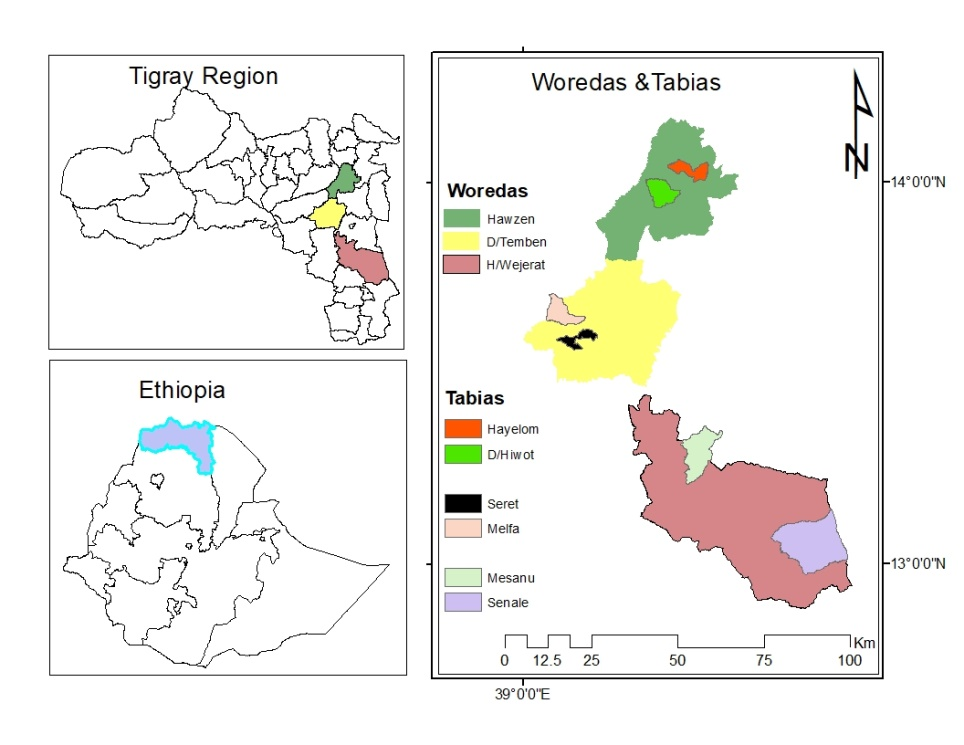 Tigray Region
Ethiopia
Woredas &Tabias
N
Woredas
Hawzen
D/Temben
H/Wejerat
Tabias
Hayelom
D/Hiwot
Seret
Melfa
Mesanu
Senale
Km
0 12.5 25 50 75 100
14°0'0"N
13°0'0"N
39°0'0"E